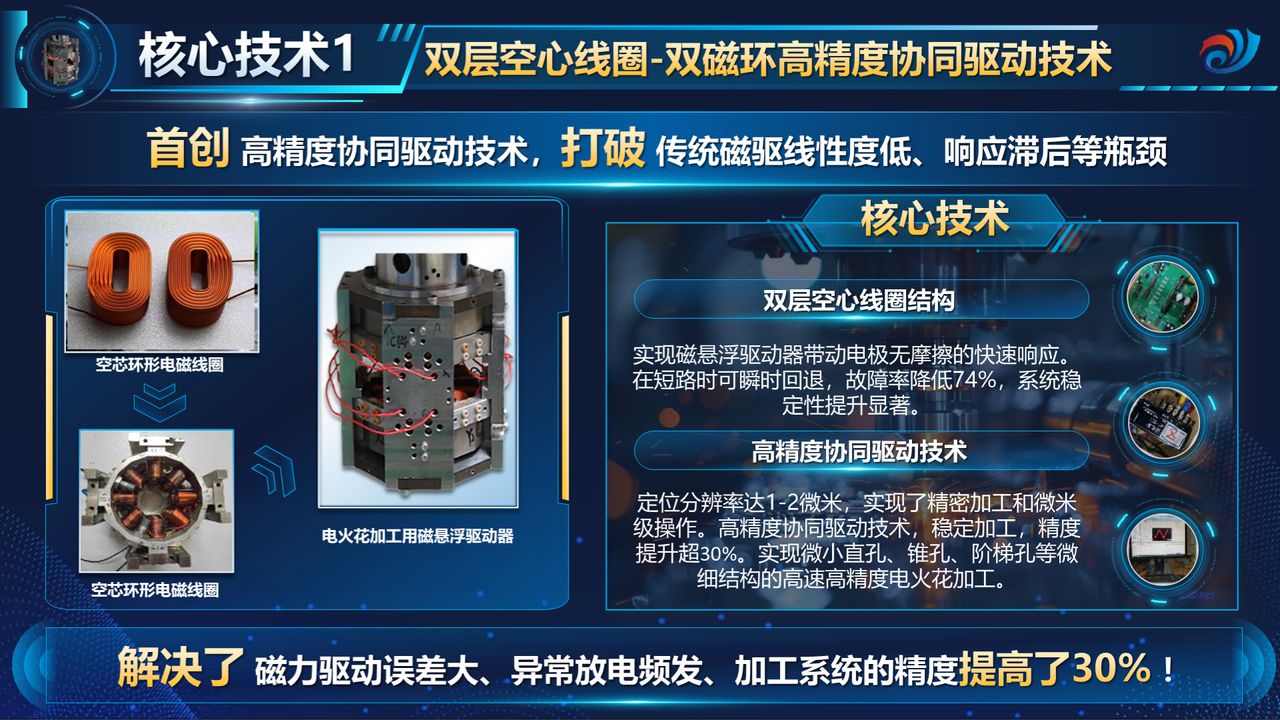 核心技术1
双层空心线圈-双磁环高精度协同驱动技术
首创 高精度协同驱动技术，打破 传统磁驱线性度低、响应滞后等瓶颈
空芯环形电磁线圈
空芯环形电磁线圈
电火花加工用磁悬浮驱动器
核心技术
双层空心线圈结构
实现磁悬浮驱动器带动电极无摩擦的快速响应。
在短路时可瞬时回退，故障率降低74%，系统稳
定性提升显著。
高精度协同驱动技术
定位分辨率达1-2微米，实现了精密加工和微米
级操作。高精度协同驱动技术，稳定加工，精度
提升超30%。实现微小直孔、锥孔、阶梯孔等微
细结构的高速高精度电火花加工。
解决了 磁力驱动误差大、异常放电频发、加工系统的精度提高了30%！